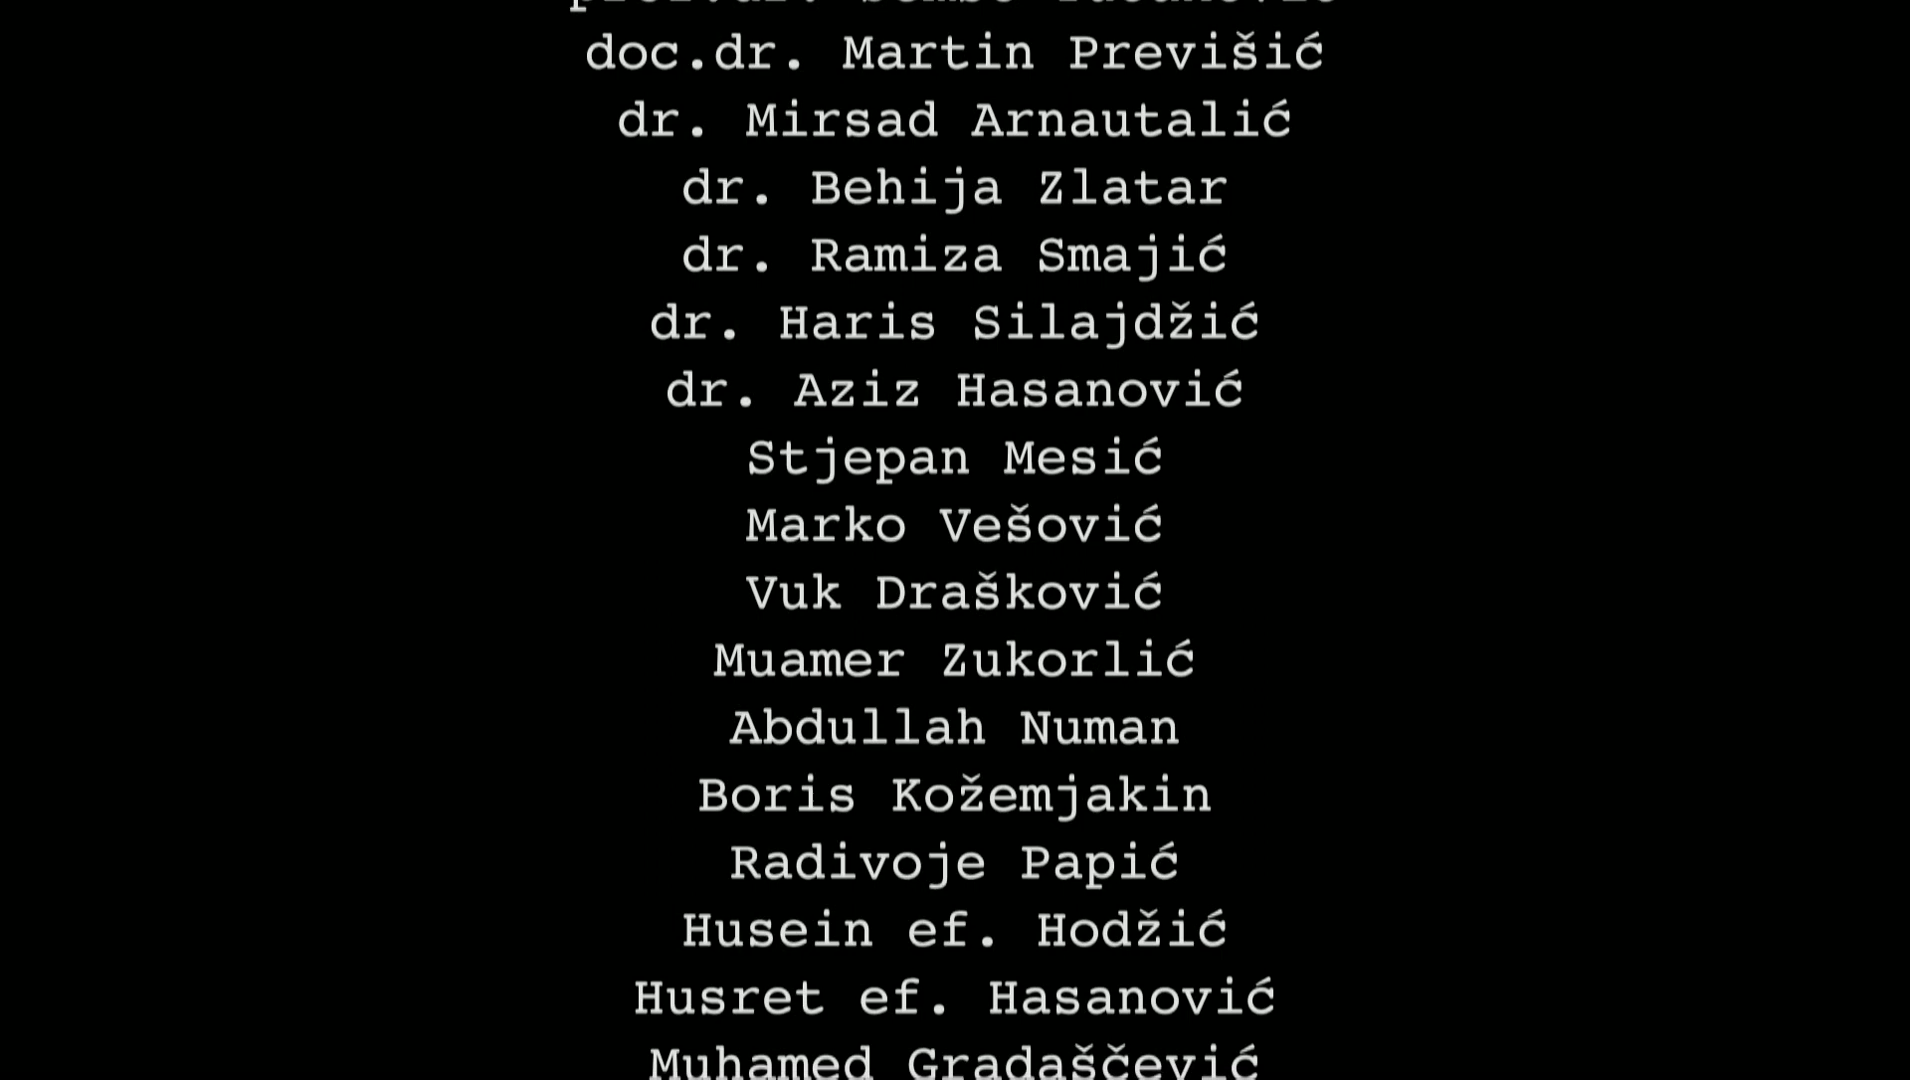 doc.dr. Martin Previšić
dr. Mirsad Arnautalić
dr. Behija Zlatar
dr. Ramiza Smajić
dr. Haris Silajdžić
dr. Aziz Hasanović
Stjepan Mesić
Marko Vešović
Vuk Drašković
Muamer Zukorlić
Abdullah Numan
Boris Kožemjakin
Radivoje Papić
Husein ef. Hodžić
Husret ef. Hasanović
Muhamed Gradaščević